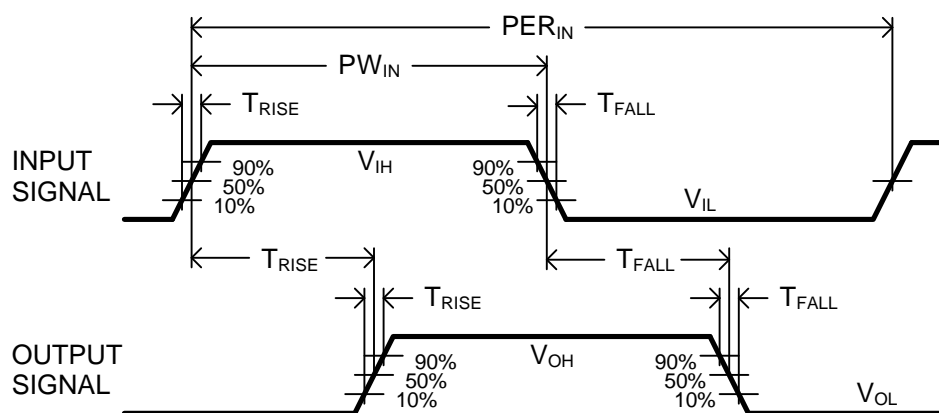 PER_IN
PW_IN
T_RISE
T_FALL
INPUT
SIGNAL
90%
50%
10%
V_IH
90%
50%
10%
V_IL
T_RISE
T_FALL
T_RISE
T_FALL
OUTPUT
SIGNAL
90%
50%
10%
V_OH
90%
50%
10%
V_OL